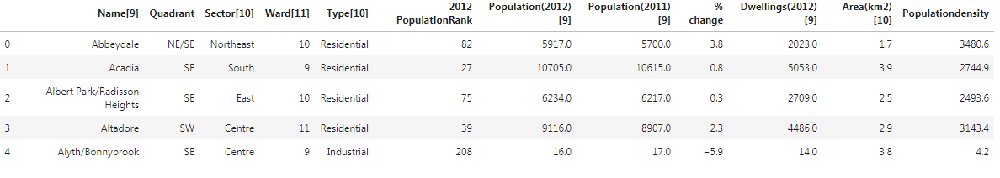 Name[9] Quadrant Sector[10] Ward[11] Type[10] 2012 PopulationRank Population(2012)[9] Population(2011)[9] % change Dwellings(2012)[9] Area(km2)[10] Populationdensity
0 Abbeydale NE/SE Northeast 10 Residential 82 5917.0 5700.0 3.8 2023.0 1.7 3480.6
1 Acadia SE South 9 Residential 27 10705.0 10615.0 0.8 5053.0 3.9 2744.9
2 Albert Park/Radisson Heights SE East 10 Residential 75 6234.0 6217.0 0.3 2709.0 2.5 2493.6
3 Altadore SW Centre 11 Residential 39 9116.0 8907.0 2.3 4486.0 2.9 3143.4
4 Alyth/Bonnybrook SE Centre 9 Industrial 208 16.0 17.0 −5.9 14.0 3.8 4.2